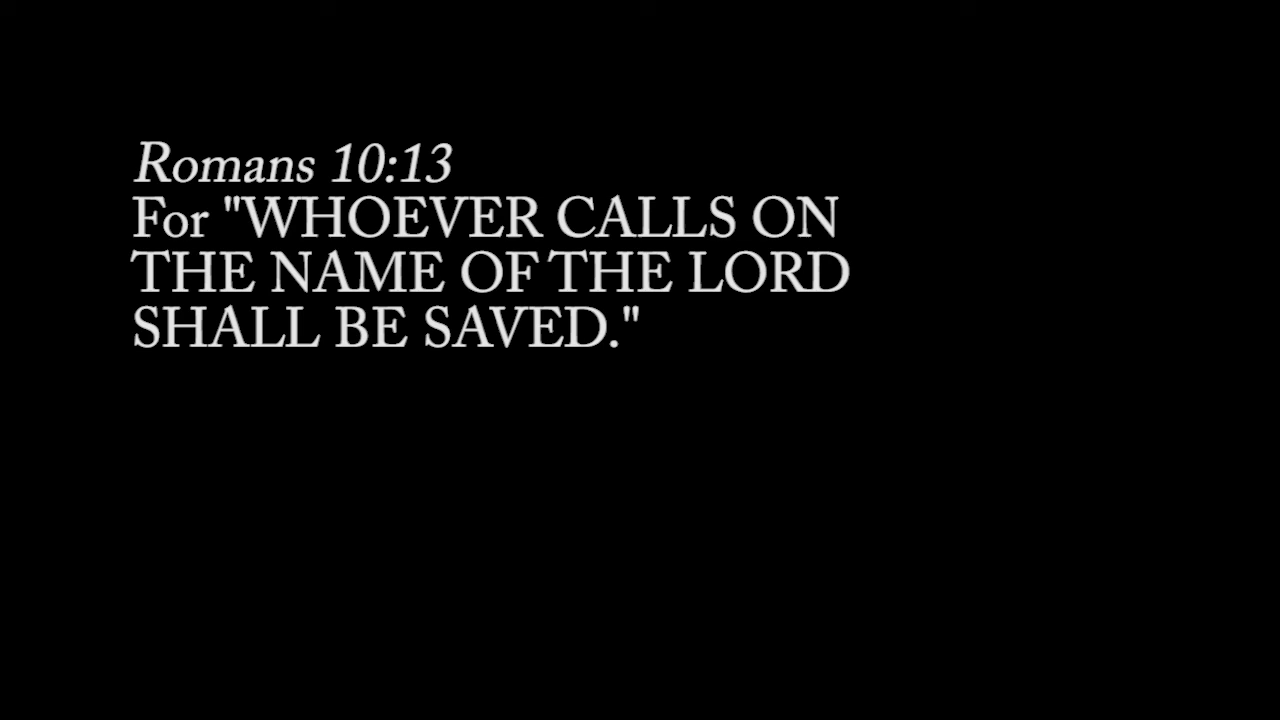 Romans 10:13
For "WHOEVER CALLS ON
THE NAME OF THE LORD
SHALL BE SAVED."